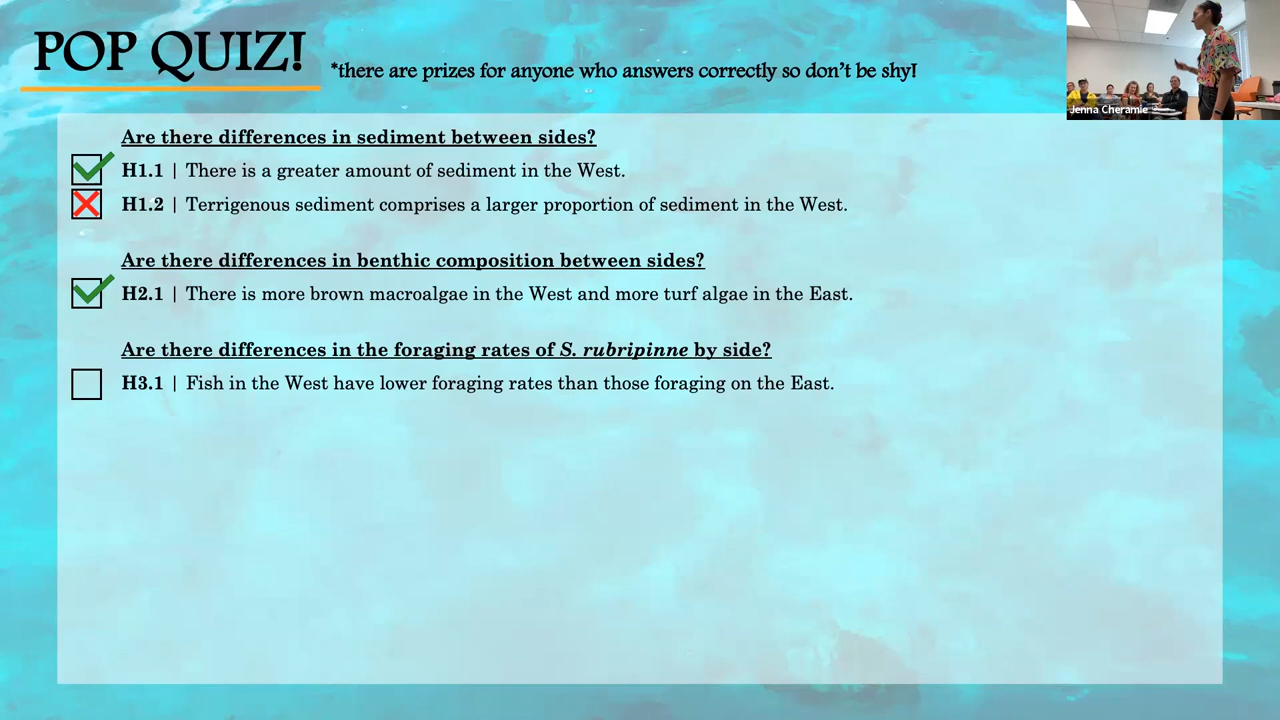 POP QUIZ!
*there are prizes for anyone who answers correctly so don't be shy!
Jenna Cheramie
Are there differences in sediment between sides?
H1.1 | There is a greater amount of sediment in the West.
H1.2 | Terrigenous sediment comprises a larger proportion of sediment in the West.
Are there differences in benthic composition between sides?
H2.1 | There is more brown macroalgae in the West and more turf algae in the East.
Are there differences in the foraging rates of S. rubripinne by side?
H3.1 | Fish in the West have lower foraging rates than those foraging on the East.